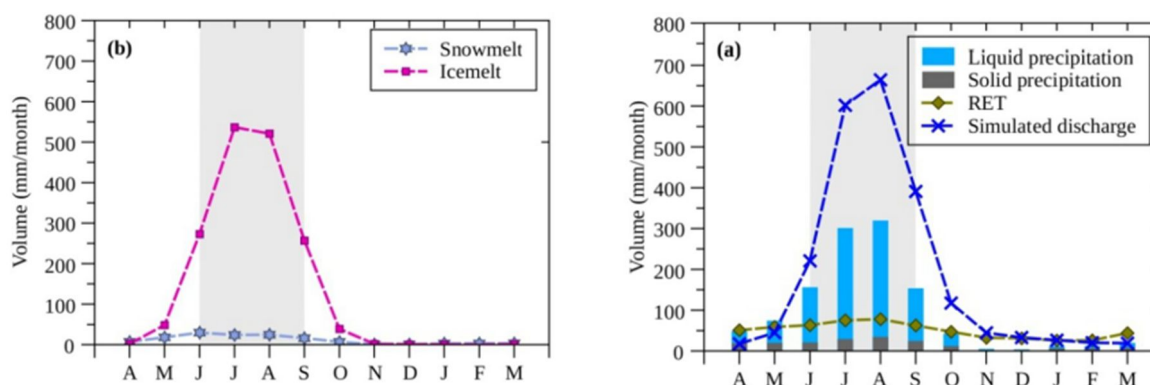 (b)
Snowmelt
Icemelt
Volume (mm/month)
800
700
600
500
400
300
200
100
0
A M J J A S O N D J F M
(a)
Liquid precipitation
Solid precipitation
RET
Simulated discharge
Volume (mm/month)
800
700
600
500
400
300
200
100
0
A M J J A S O N D J F M